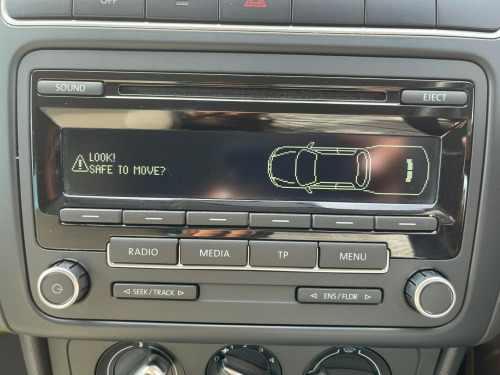 OFF
SOUND
EJECT
LOOK!
SAFE TO MOVE?
RADIO
MEDIA
TP
MENU
◁ SEEK / TRACK ▷
◁ ENS / FLDR ▷